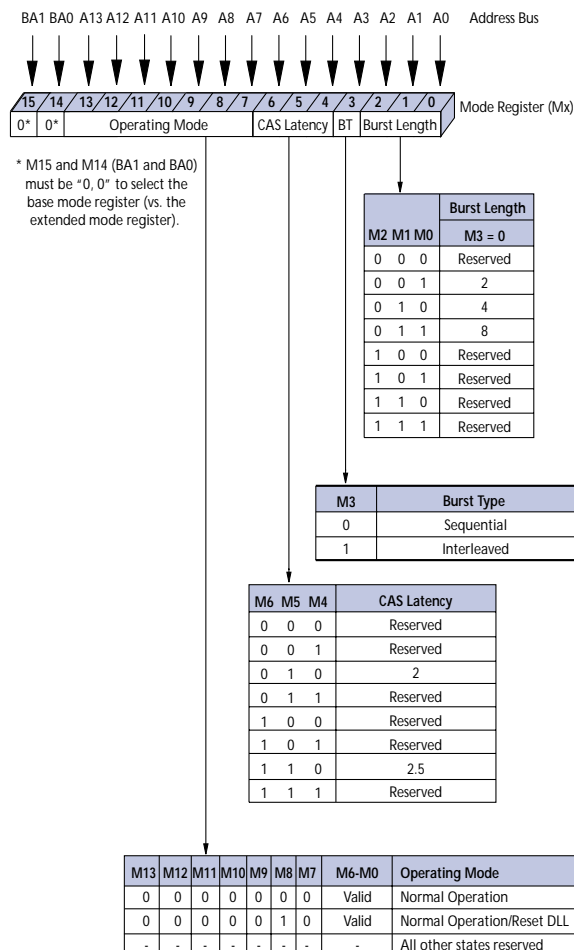 BA1 BA0 A13 A12 A11 A10 A9 A8 A7 A6 A5 A4 A3 A2 A1 A0 Address Bus
15 14 13 12 11 10 9 8 7 6 5 4 3 2 1 0 Mode Register (Mx)
0* 0* Operating Mode CAS Latency BT Burst Length
* M15 and M14 (BA1 and BA0)
must be "0, 0" to select the
base mode register (vs. the
extended mode register).
Burst Length
M2 M1 M0 M3 = 0
0 0 0 Reserved
0 0 1 2
0 1 0 4
0 1 1 8
1 0 0 Reserved
1 0 1 Reserved
1 1 0 Reserved
1 1 1 Reserved
M3 Burst Type
0 Sequential
1 Interleaved
M6 M5 M4 CAS Latency
0 0 0 Reserved
0 0 1 Reserved
0 1 0 2
0 1 1 Reserved
1 0 0 Reserved
1 0 1 Reserved
1 1 0 2.5
1 1 1 Reserved
M13 M12 M11 M10 M9 M8 M7 M6-M0 Operating Mode
0 0 0 0 0 0 0 Valid Normal Operation
0 0 0 0 0 1 0 Valid Normal Operation/Reset DLL
- - - - - - - - All other states reserved